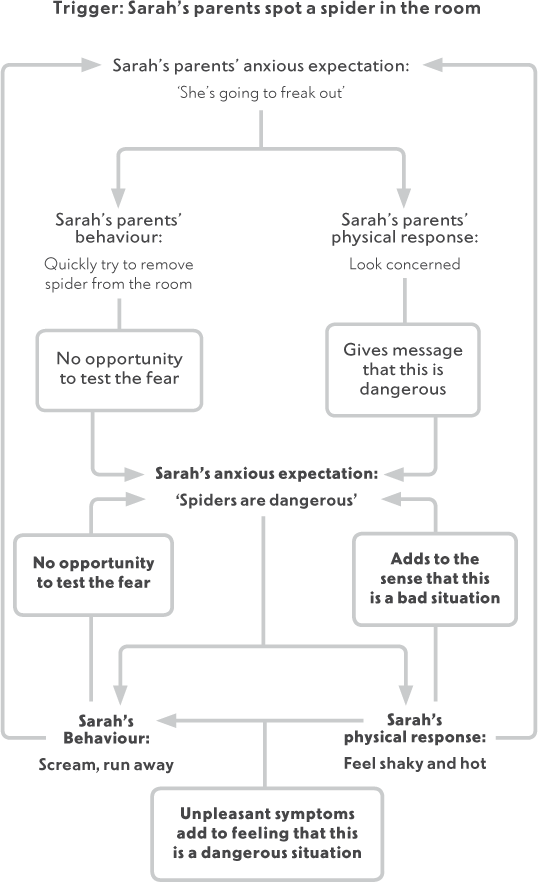 Trigger: Sarah's parents spot a spider in the room
Sarah's parents' anxious expectation:
'She's going to freak out'
Sarah's parents'
behaviour:
Quickly try to remove
spider from the room
Sarah's parents'
physical response:
Look concerned
No opportunity
to test the fear
Gives message
that this is
dangerous
Sarah's anxious expectation:
'Spiders are dangerous'
No opportunity
to test the fear
Adds to the
sense that this
is a bad situation
Sarah's
Behaviour:
Scream, run away
Sarah's
physical response:
Feel shaky and hot
Unpleasant symptoms
add to feeling that this
is a dangerous situation